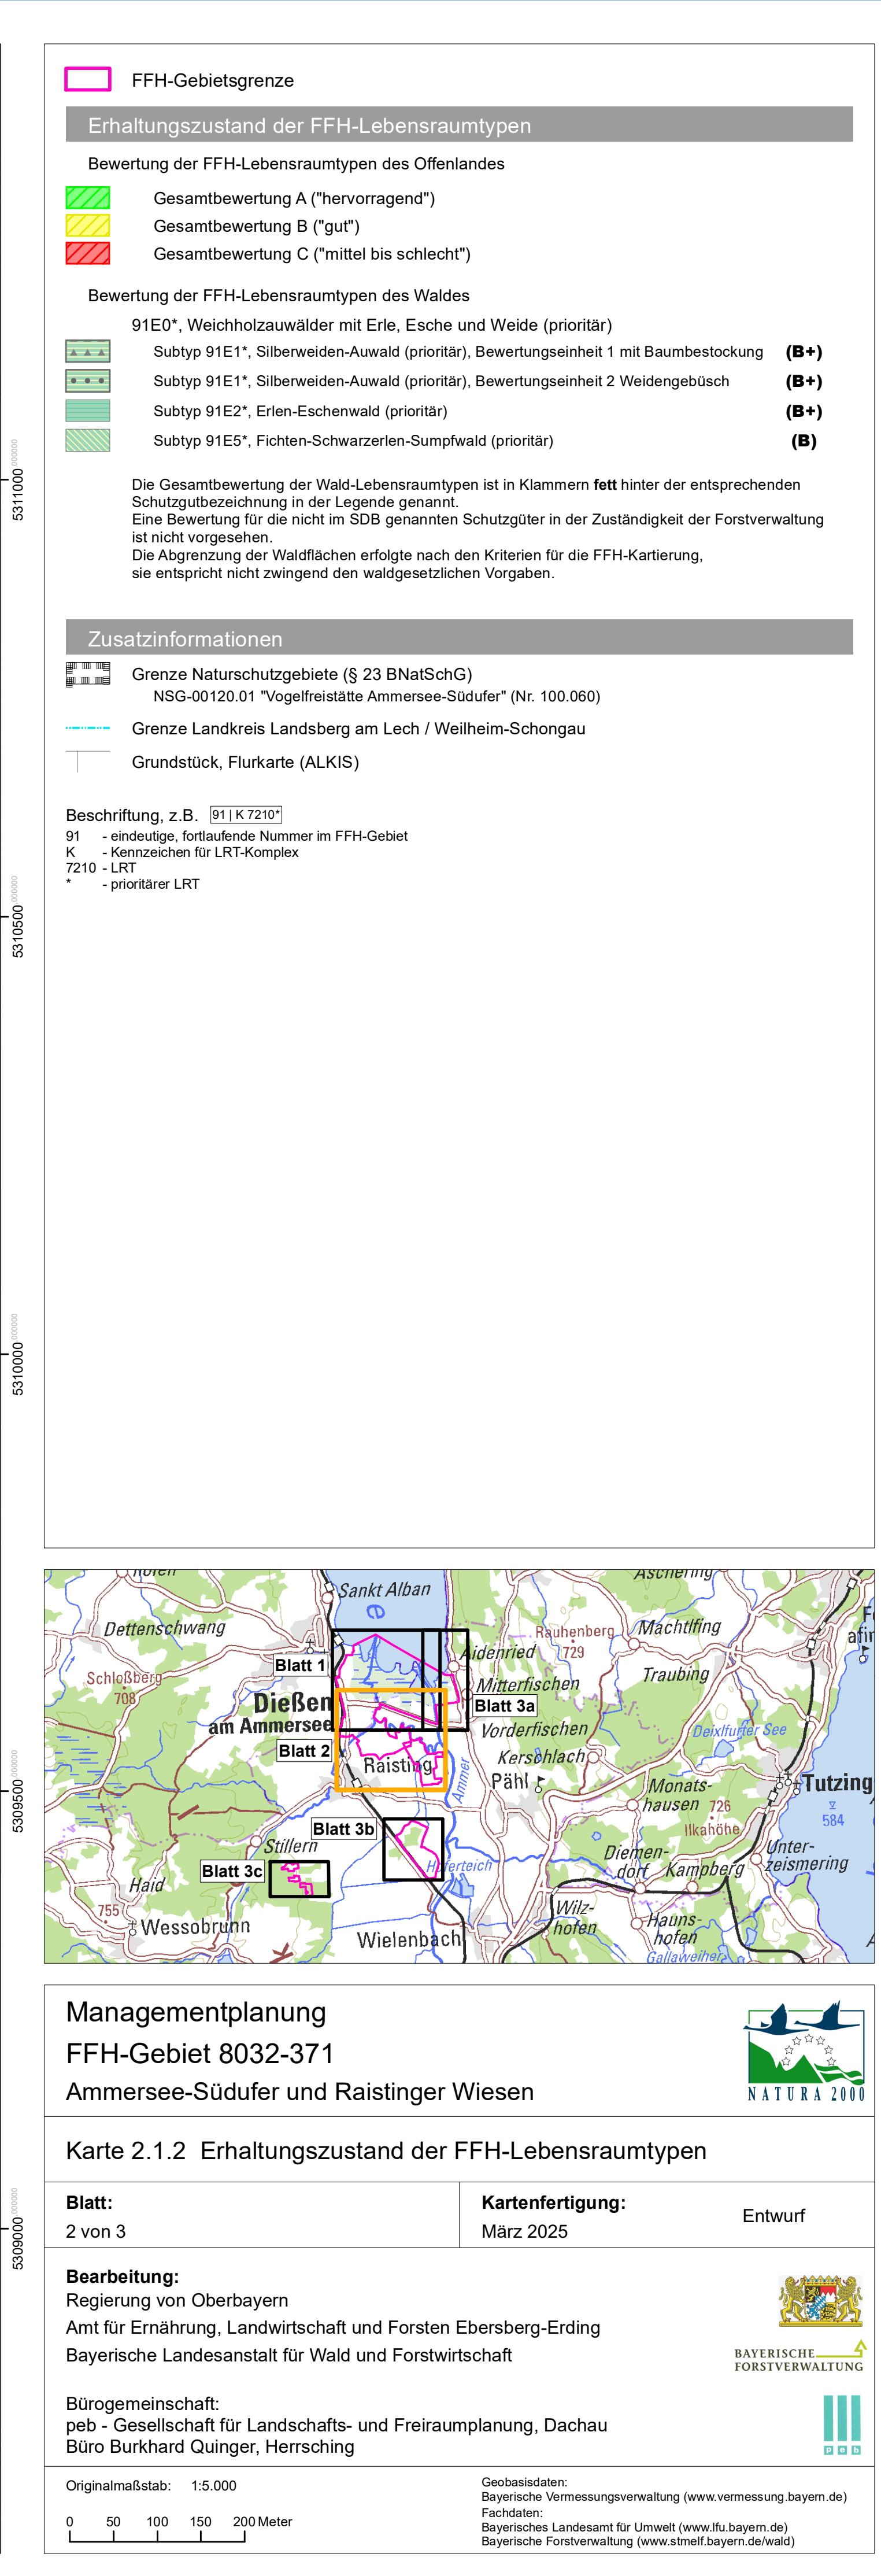 FFH-Gebietsgrenze
Erhaltungszustand der FFH-Lebensraumtypen
Bewertung der FFH-Lebensraumtypen des Offenlandes
Gesamtbewertung A ("hervorragend")
Gesamtbewertung B ("gut")
Gesamtbewertung C ("mittel bis schlecht")
Bewertung der FFH-Lebensraumtypen des Waldes
91E0*, Weichholzauwälder mit Erle, Esche und Weide (prioritär)
Subtyp 91E1*, Silberweiden-Auwald (prioritär), Bewertungseinheit 1 mit Baumbestockung (B+)
Subtyp 91E1*, Silberweiden-Auwald (prioritär), Bewertungseinheit 2 Weidengebüsch (B+)
Subtyp 91E2*, Erlen-Eschenwald (prioritär) (B+)
Subtyp 91E5*, Fichten-Schwarzerlen-Sumpfwald (prioritär) (B)
Die Gesamtbewertung der Wald-Lebensraumtypen ist in Klammern fett hinter der entsprechenden
Schutzgutbezeichnung in der Legende genannt.
Eine Bewertung für die nicht im SDB genannten Schutzgüter in der Zuständigkeit der Forstverwaltung
ist nicht vorgesehen.
Die Abgrenzung der Waldflächen erfolgte nach den Kriterien für die FFH-Kartierung,
sie entspricht nicht zwingend den waldgesetzlichen Vorgaben.
Zusatzinformationen
Grenze Naturschutzgebiete (§ 23 BNatSchG)
NSG-00120.01 "Vogelfreistätte Ammersee-Südufer" (Nr. 100.060)
Grenze Landkreis Landsberg am Lech / Weilheim-Schongau
Grundstück, Flurkarte (ALKIS)
Beschriftung, z.B. 91 | K 7210*
91 - eindeutige, fortlaufende Nummer im FFH-Gebiet
K - Kennzeichen für LRT-Komplex
7210 - LRT
* - prioritärer LRT
5311000,000000
5310500,000000
5310000,000000
5309500,000000
5309000,000000
Sankt Alban
Aschering
Dettenschwang
Rauhenberg
729
Machtlfing
Aidenried
Blatt 1
Schloßberg
708
Mitterfischen
Traubing
Dießen
am Ammersee
Blatt 3a
Vorderfischen
Deixlfurter See
Blatt 2
Raisting
Kerschlach
Ammer
Pähl
Monats-
hausen
726
Ilkahöhe
Tutzing
584
Blatt 3b
Stillern
Blatt 3c
Diemen-
dorf
Kampberg
Unter-
zeismering
Haid
755
Wessobrunn
Wielenbach
Wilz-
hofen
Hauns-
hofen
Gallaweiher
Managementplanung
FFH-Gebiet 8032-371
Ammersee-Südufer und Raistinger Wiesen
NATURA 2000
Karte 2.1.2 Erhaltungszustand der FFH-Lebensraumtypen
Blatt:
2 von 3
Kartenfertigung:
März 2025
Entwurf
Bearbeitung:
Regierung von Oberbayern
Amt für Ernährung, Landwirtschaft und Forsten Ebersberg-Erding
Bayerische Landesanstalt für Wald und Forstwirtschaft
BAYERISCHE
FORSTVERWALTUNG
Bürogemeinschaft:
peb - Gesellschaft für Landschafts- und Freiraumplanung, Dachau
Büro Burkhard Quinger, Herrsching
peb
Originalmaßstab: 1:5.000
0 50 100 150 200 Meter
Geobasisdaten:
Bayerische Vermessungsverwaltung (www.vermessung.bayern.de)
Fachdaten:
Bayerisches Landesamt für Umwelt (www.lfu.bayern.de)
Bayerische Forstverwaltung (www.stmelf.bayern.de/wald)